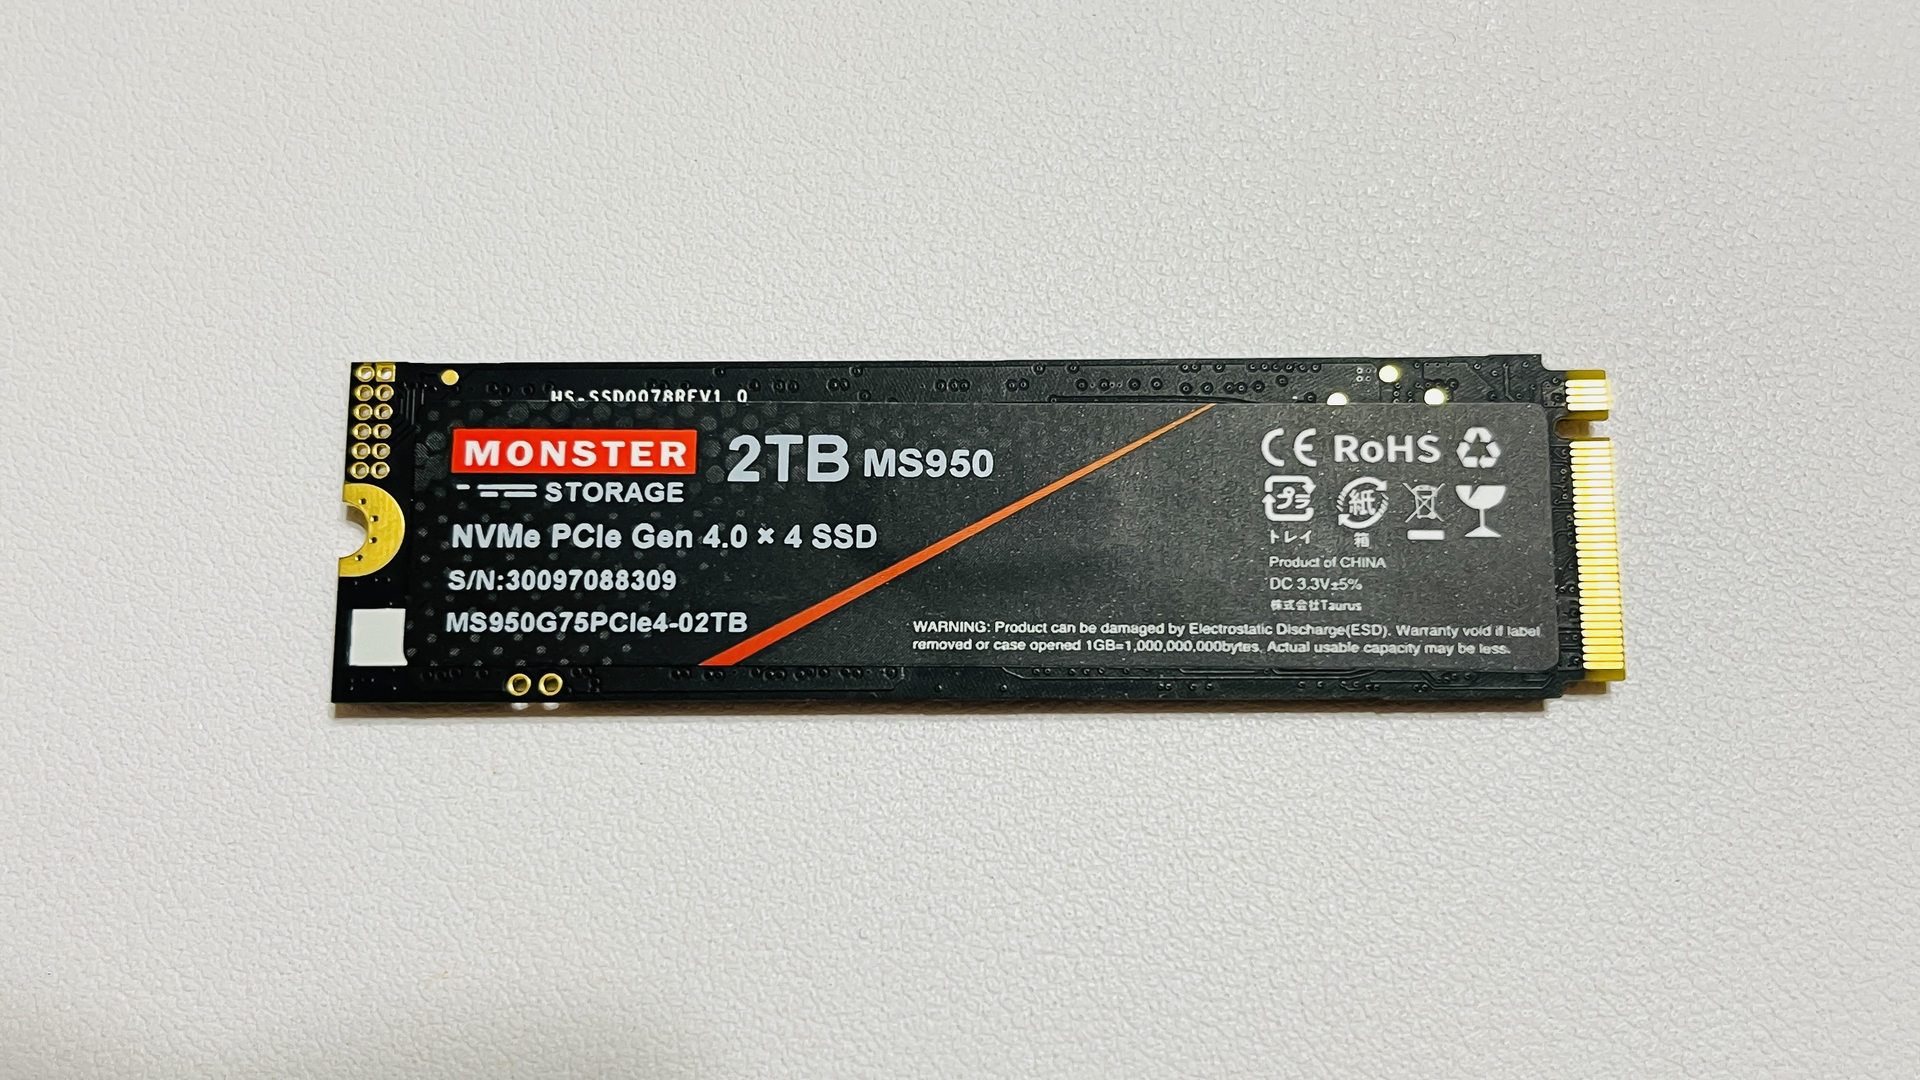 HS-SSD0078REV1.0
MONSTER
STORAGE
2TB MS950
NVMe PCIe Gen 4.0 × 4 SSD
S/N:30097088309
MS950G75PCIe4-02TB
CE RoHS
プラ 紙
トレイ 箱
Product of CHINA
DC 3.3V±5%
株式会社Taurus
WARNING: Product can be damaged by Electrostatic Discharge(ESD). Warranty void if label
removed or case opened 1GB=1,000,000,000bytes, Actual usable capacity may be less.